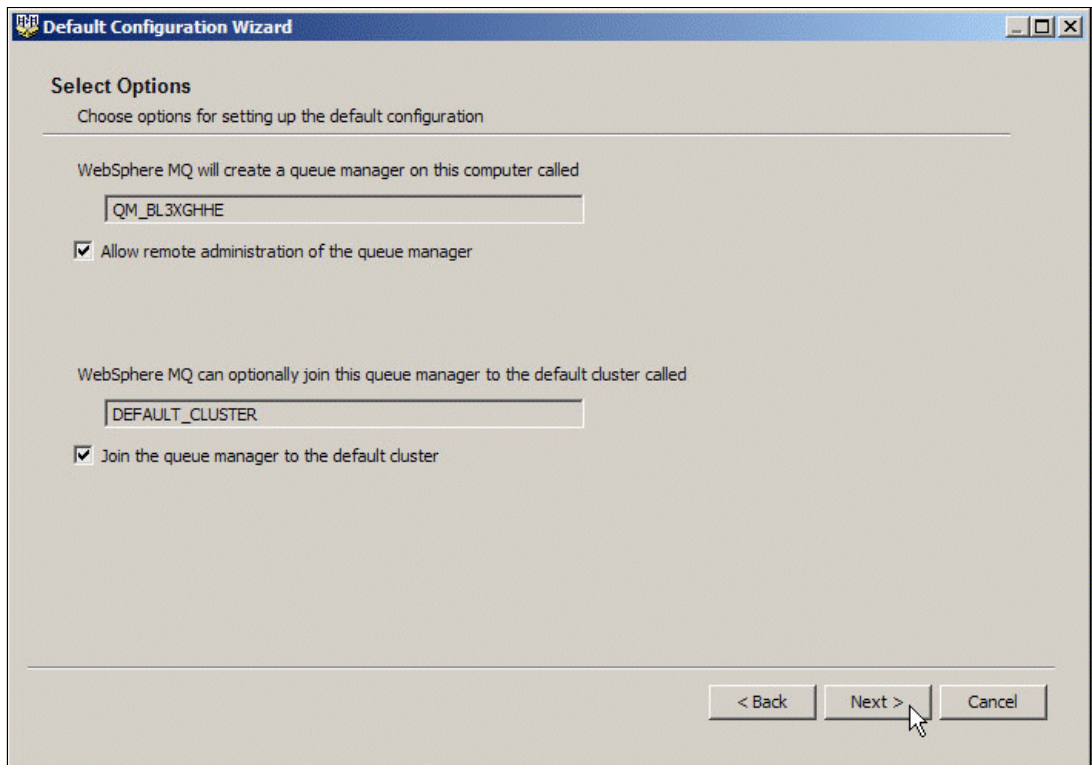 Default Configuration Wizard
Select Options
Choose options for setting up the default configuration
WebSphere MQ will create a queue manager on this computer called
QM_BL3XGHHE
Allow remote administration of the queue manager
WebSphere MQ can optionally join this queue manager to the default cluster called
DEFAULT_CLUSTER
Join the queue manager to the default cluster
< Back Next > Cancel